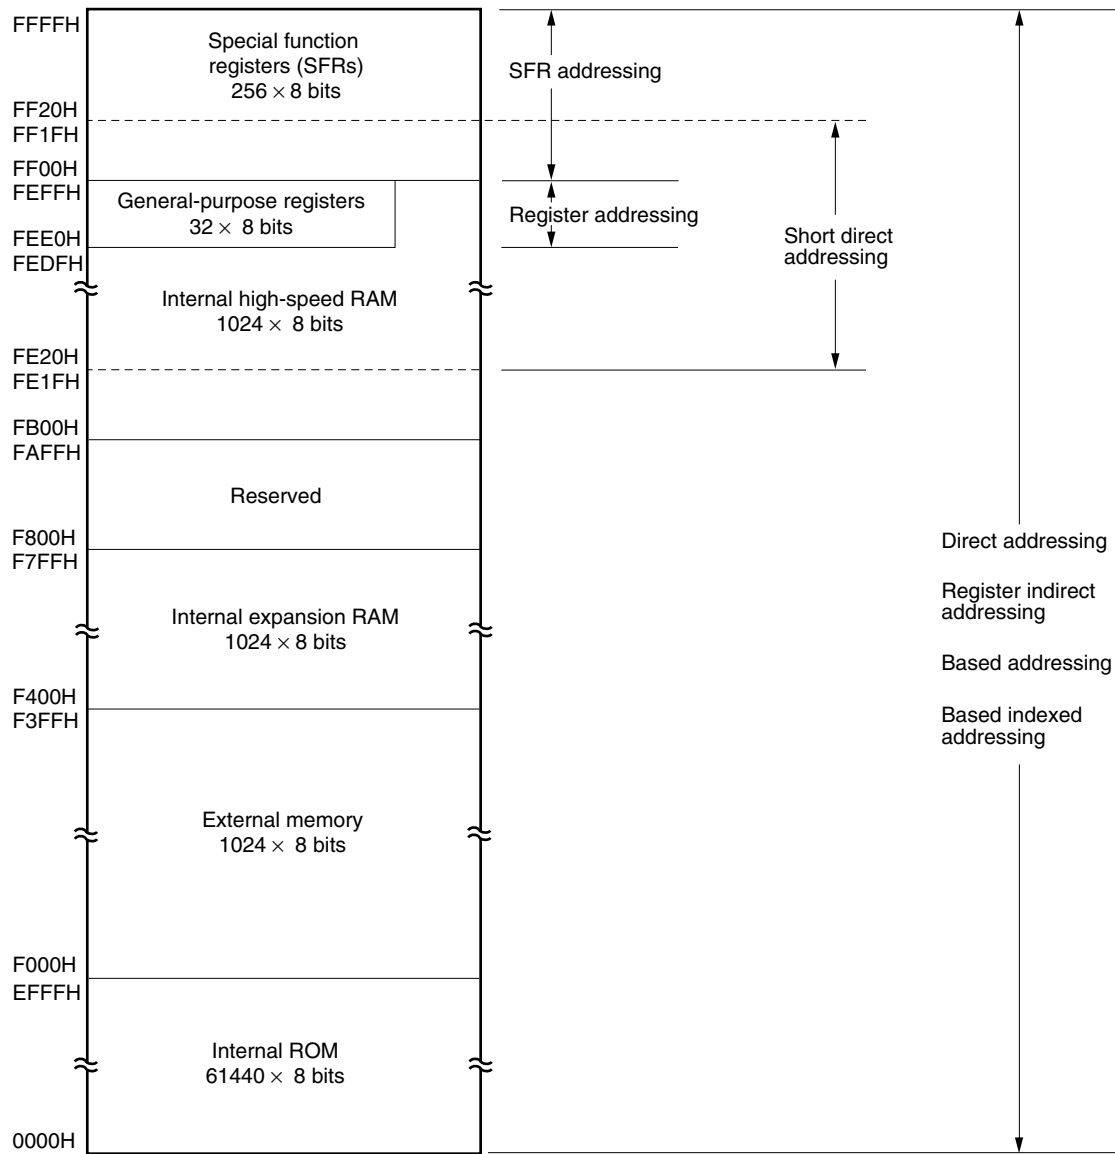 FFFFH
Special function
registers (SFRs)
256 × 8 bits
SFR addressing
FF20H
FF1FH
FF00H
FEFFH
General-purpose registers
32 × 8 bits
Register addressing
FEE0H
FEDFH
Short direct
addressing
Internal high-speed RAM
1024 × 8 bits
FE20H
FE1FH
FB00H
FAFFH
Reserved
F800H
F7FFH
Direct addressing
Register indirect
addressing
Based addressing
Based indexed
addressing
Internal expansion RAM
1024 × 8 bits
F400H
F3FFH
External memory
1024 × 8 bits
F000H
EFFFH
Internal ROM
61440 × 8 bits
0000H